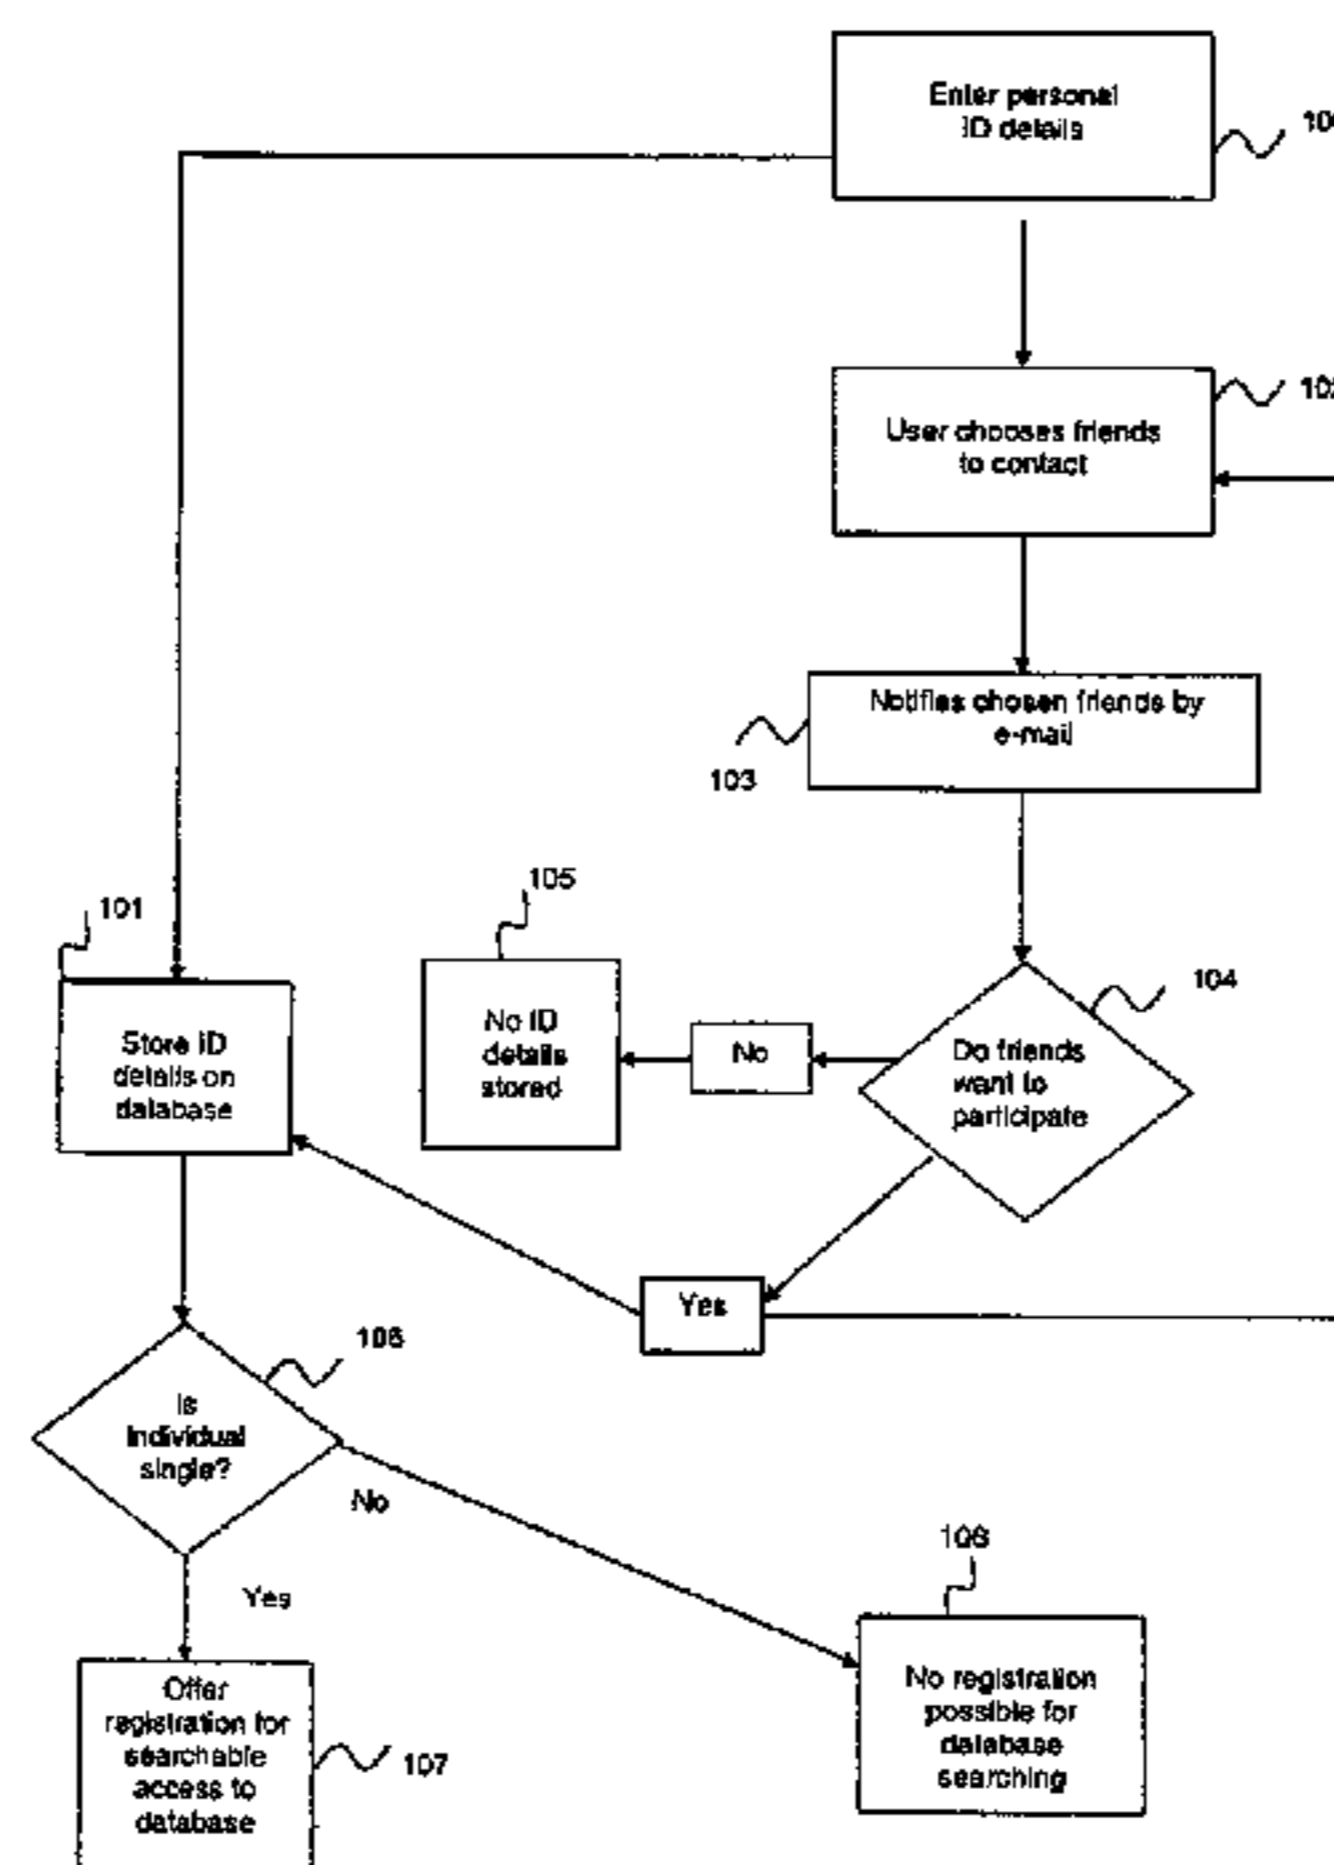 Enter personal
ID details
User chooses friends
to contact
Notifies chosen friends by
e-mail
103
105
101
104
No ID
details
stored
No
Do friends
want to
participate
Store ID
details on
database
Yes
106
Is
individual
single?
No
Yes
Offer
registration for
searchable
access to
database
107
No registration
possible for
database
searching